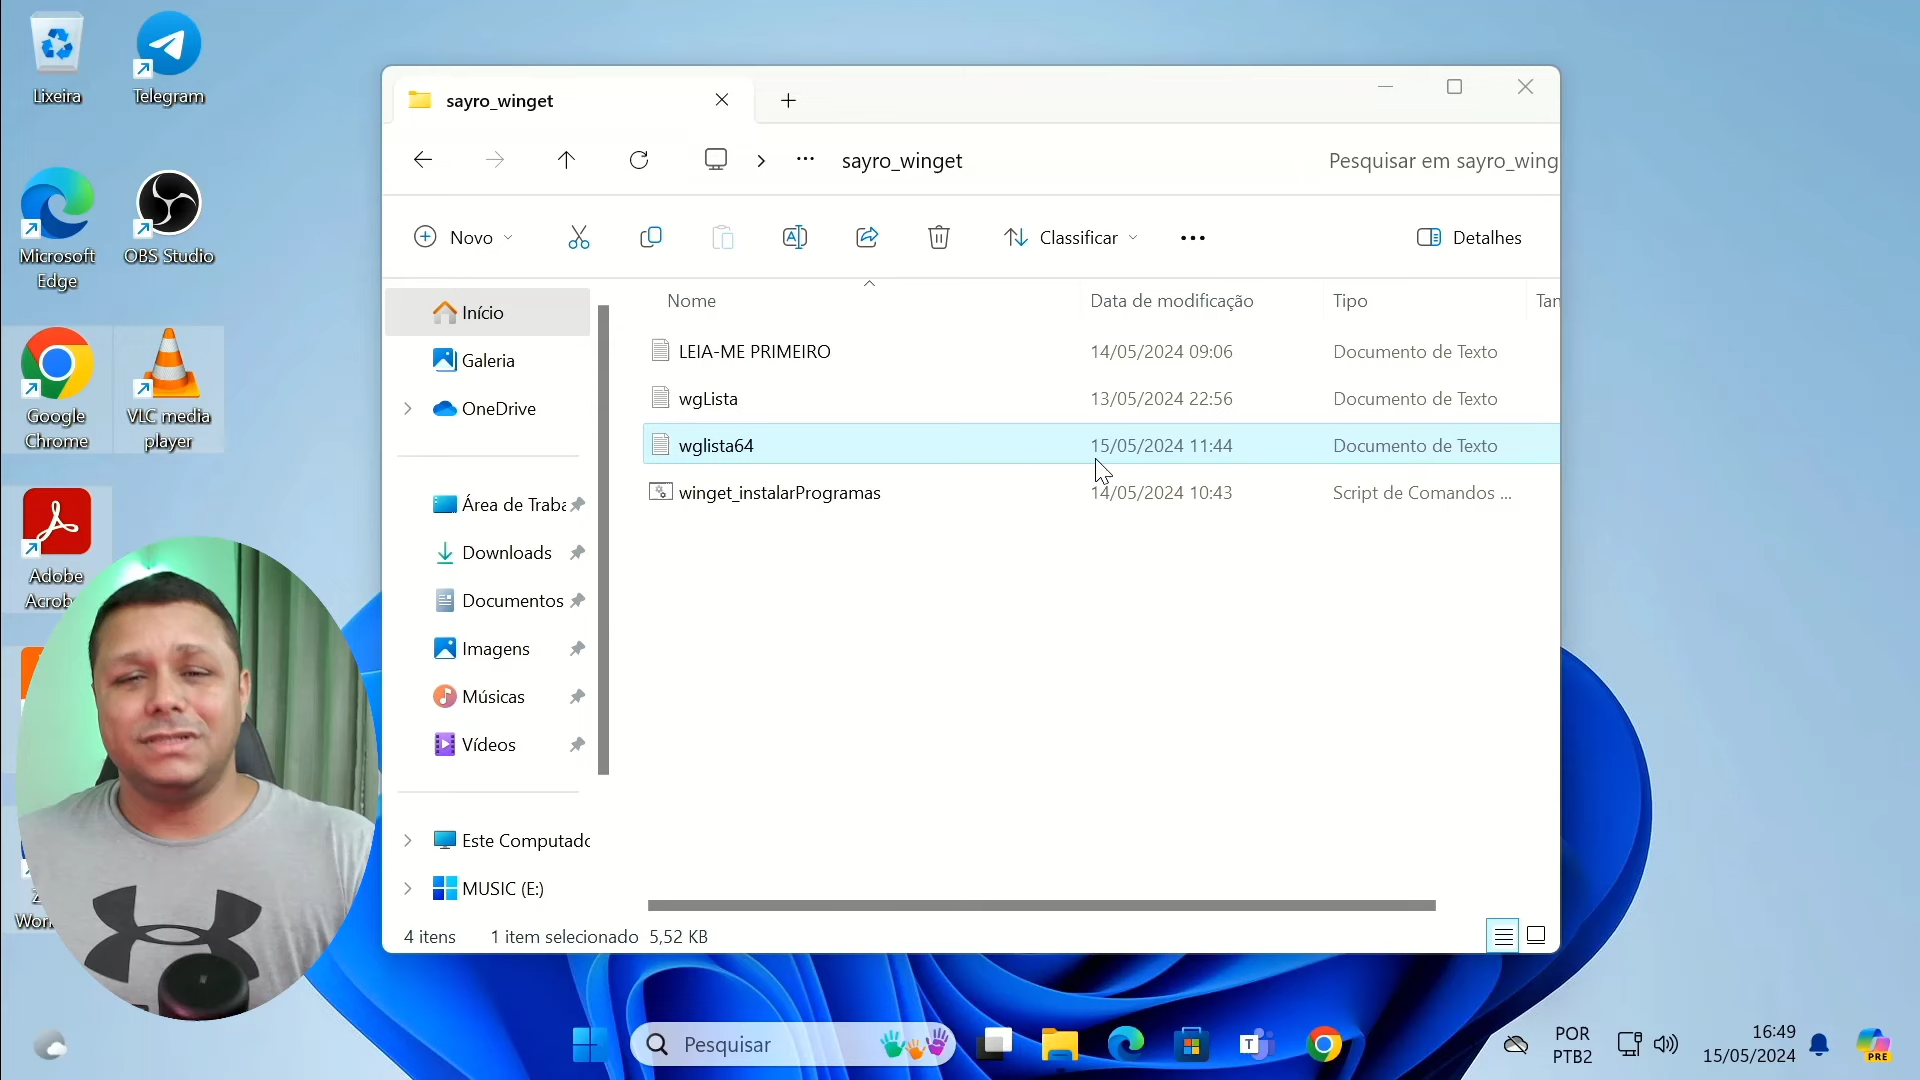 Lixeira
Telegram
Microsoft
Edge
OBS Studio
Google
Chrome
VLC media
player
Adobe
sayro_winget
sayro_winget
Pesquisar em sayro_wing
Novo
Classificar
Detalhes
Nome
Data de modificação
Tipo
Início
Galeria
OneDrive
Área de Traba
Downloads
Documentos
Imagens
Músicas
Vídeos
Este Computado
MUSIC (E:)
LEIA-ME PRIMEIRO
14/05/2024 09:06
Documento de Texto
wgLista
13/05/2024 22:56
Documento de Texto
wglista64
15/05/2024 11:44
Documento de Texto
winget_instalarProgramas
14/05/2024 10:43
Script de Comandos ...
4 itens
1 item selecionado 5,52 KB
Pesquisar
POR
PTB2
16:49
15/05/2024
PRE